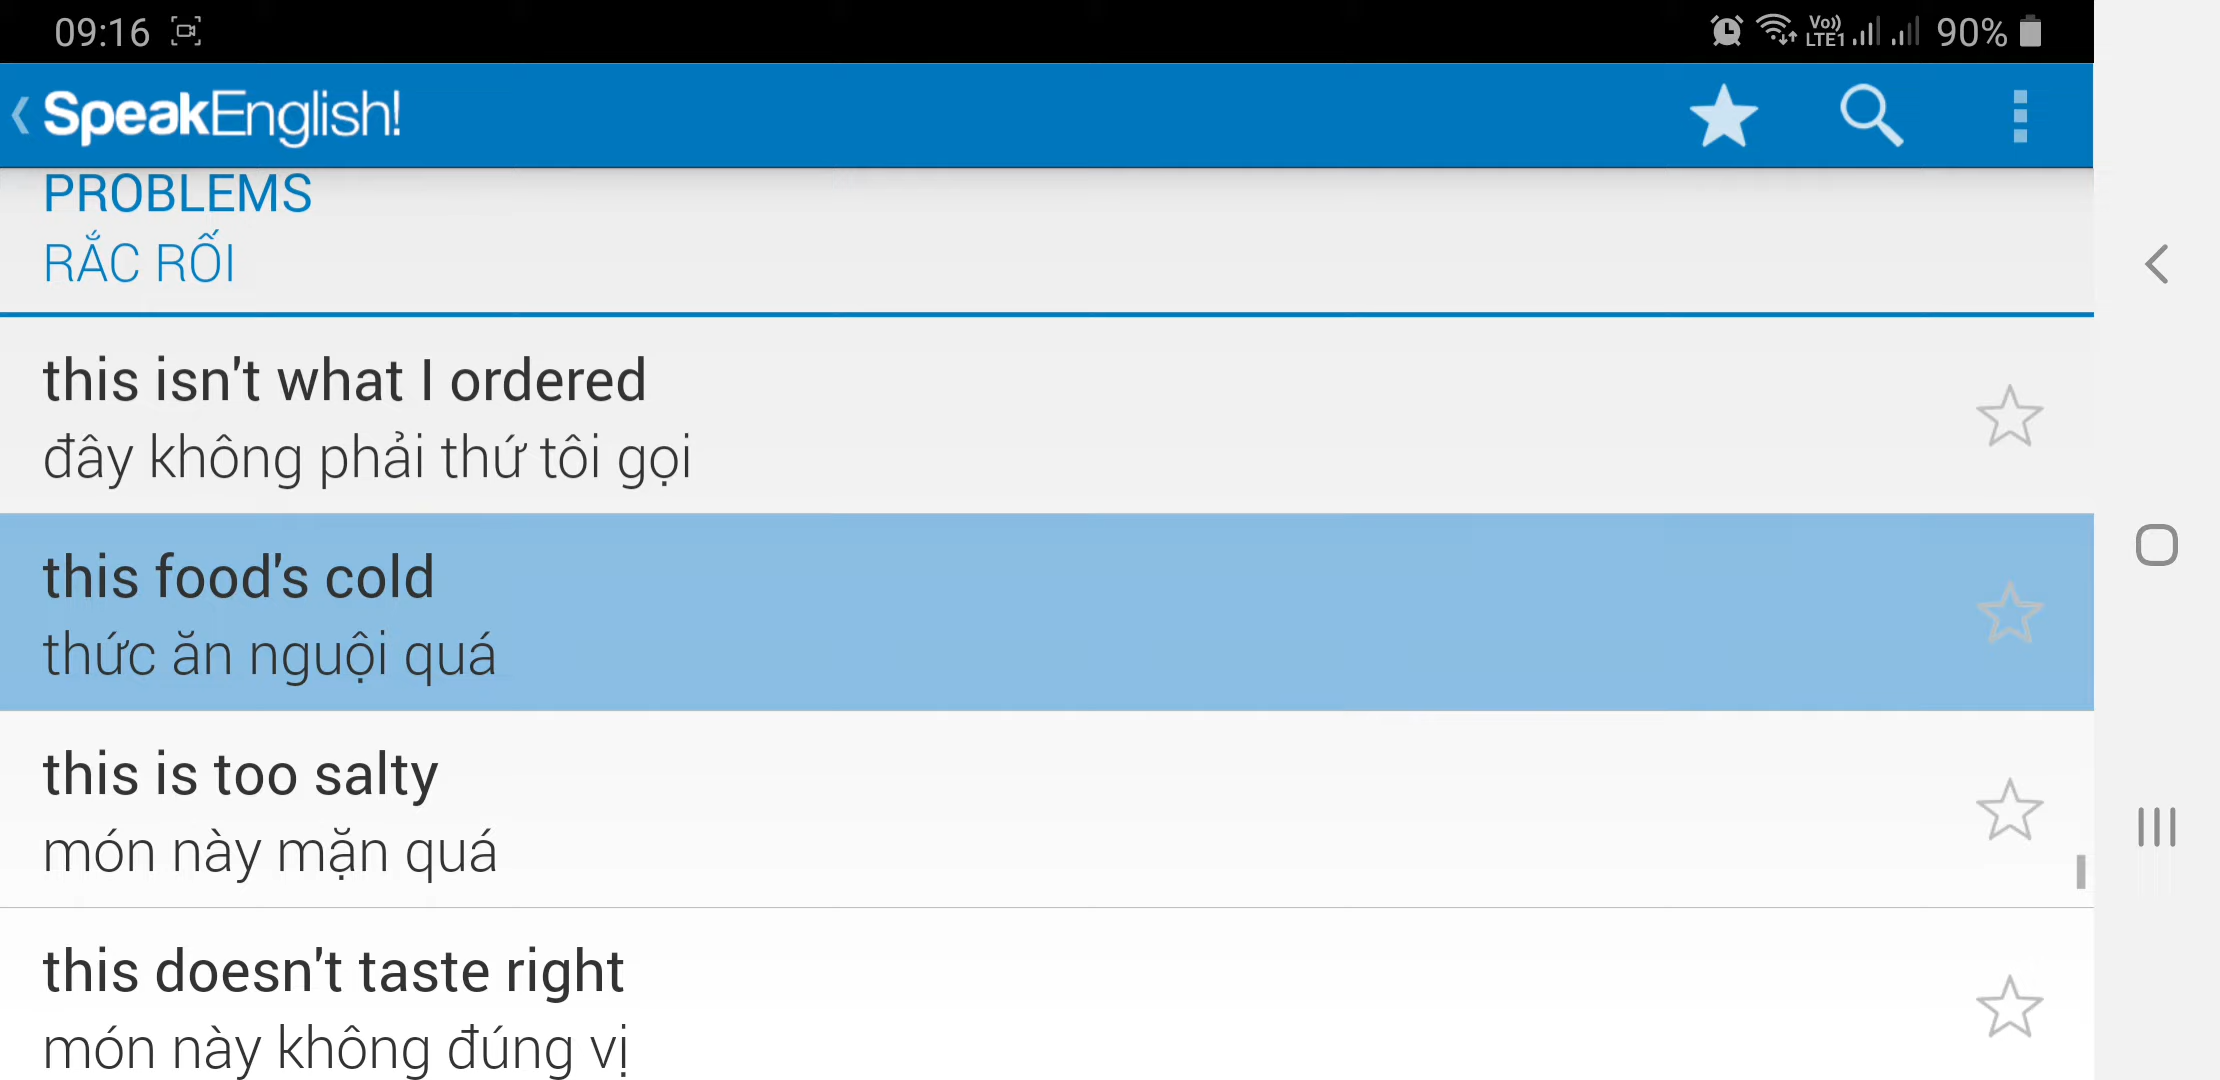 09:16
Vo)) LTE1 90%
SpeakEnglish!
PROBLEMS
RẮC RỐI
this isn't what I ordered
đây không phải thứ tôi gọi
this food's cold
thức ăn nguội quá
this is too salty
món này mặn quá
this doesn't taste right
món này không đúng vị